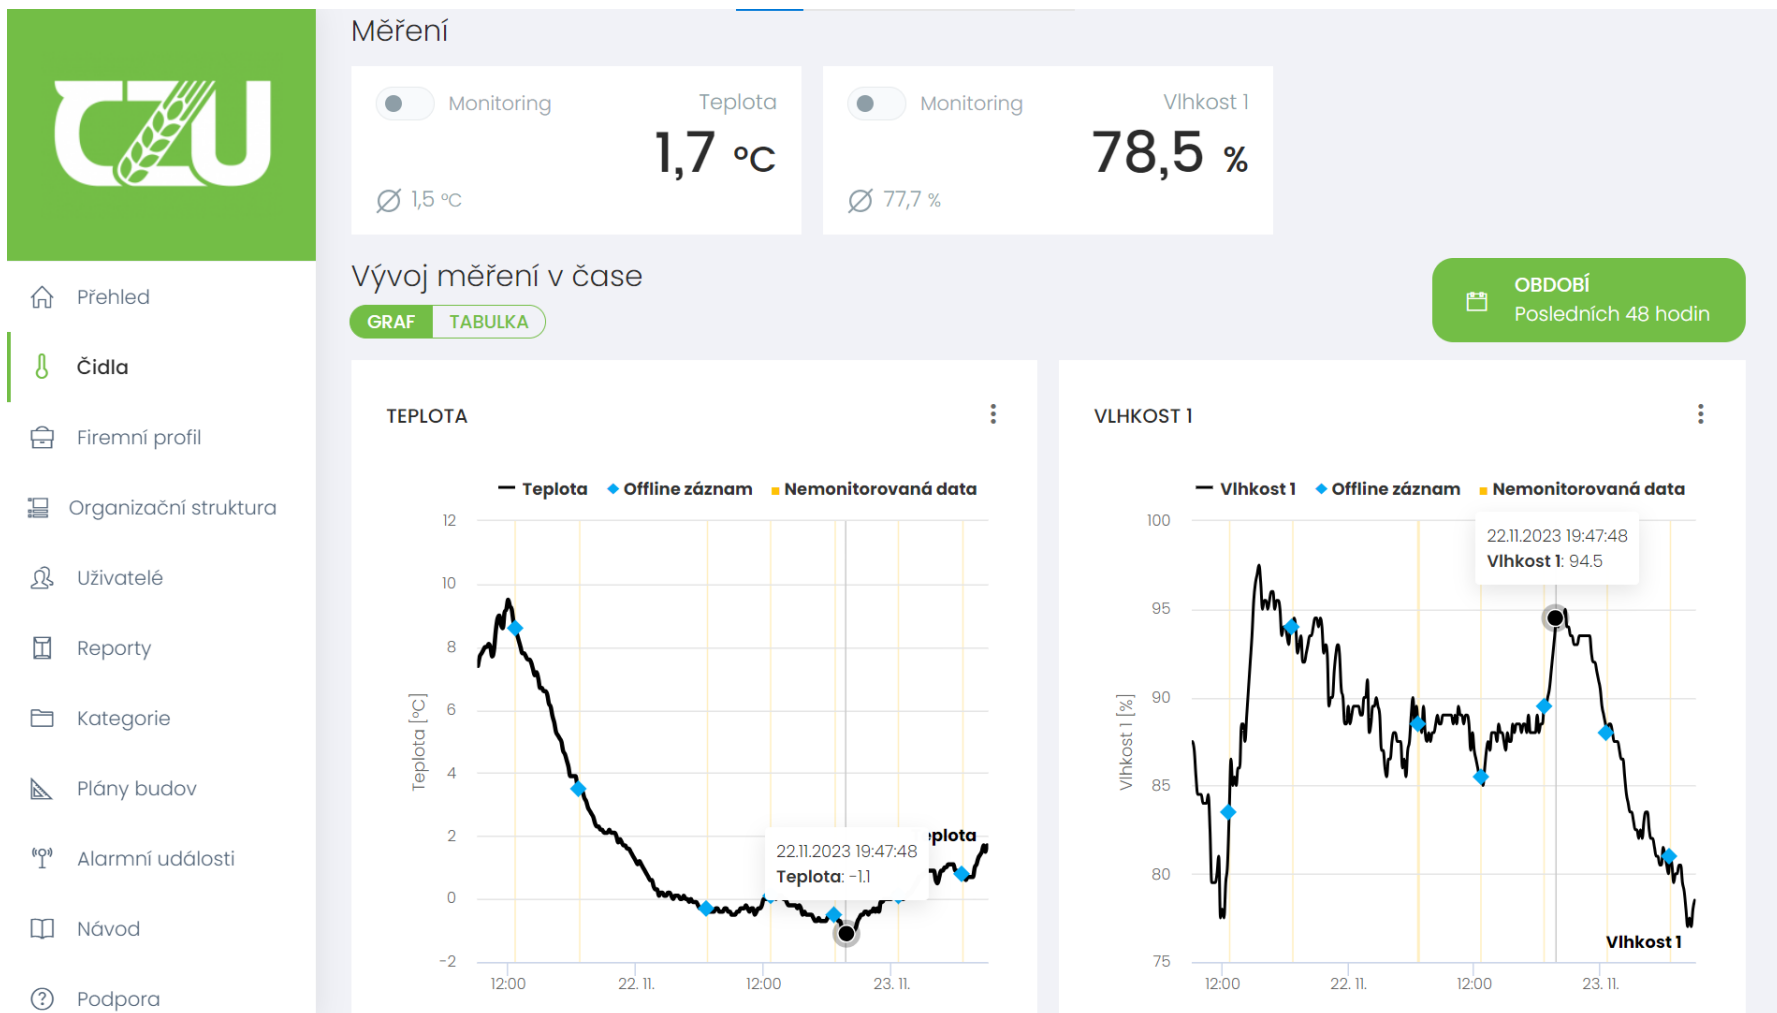 Měření
CZU
Monitoring
Teplota
1,7 °C
Ø 1,5 °C
Monitoring
Vlhkost 1
78,5 %
Ø 77,7 %
Přehled
Čidla
Firemní profil
Organizační struktura
Uživatelé
Reporty
Kategorie
Plány budov
Alarmní události
Návod
Podpora
Vývoj měření v čase
GRAF
TABULKA
OBDOBÍ
Posledních 48 hodin
TEPLOTA
Teplota
Offline záznam
Nemonitorovaná data
12
10
8
6
4
2
0
-2
Teplota [°C]
22.11.2023 19:47:48
Teplota: -1.1
eplota
12:00
22. 11.
12:00
23. 11.
VLHKOST 1
Vlhkost 1
Offline záznam
Nemonitorovaná data
22.11.2023 19:47:48
Vlhkost 1: 94.5
100
95
90
85
80
75
Vlhkost 1 [%]
Vlhkost 1
12:00
22. 11.
12:00
23. 11.